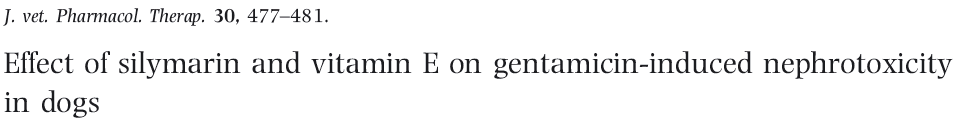 J. vet. Pharmacol. Therap. 30, 477–481.
Effect of silymarin and vitamin E on gentamicin-induced nephrotoxicity
in dogs